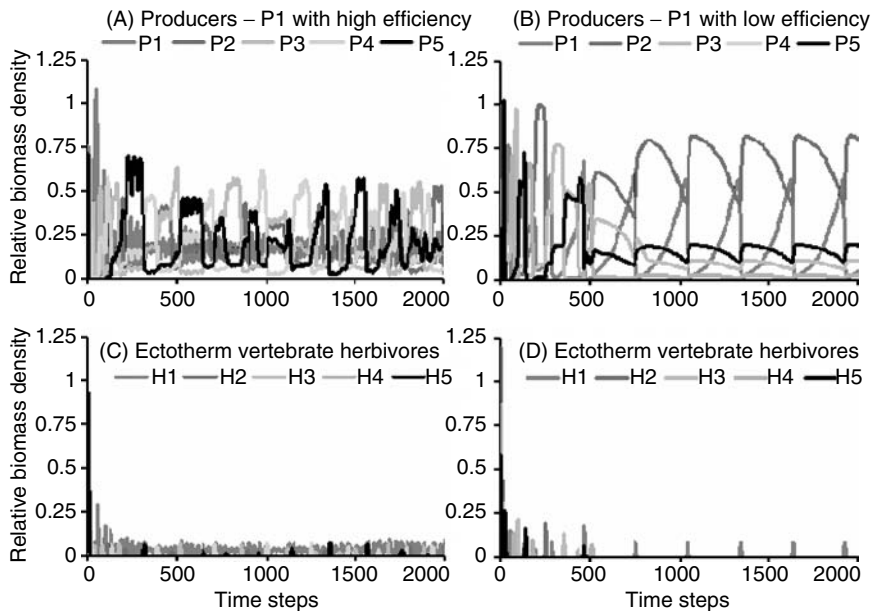 (A) Producers – P1 with high efficiency
P1 P2 P3 P4 P5
Relative biomass density
1.25
1
0.75
0.5
0.25
0
0 500 1000 1500 2000
(B) Producers – P1 with low efficiency
P1 P2 P3 P4 P5
1.25
1
0.75
0.5
0.25
0
0 500 1000 1500 2000
(C) Ectotherm vertebrate herbivores
H1 H2 H3 H4 H5
Relative biomass density
1.25
1
0.75
0.5
0.25
0
0 500 1000 1500 2000
Time steps
(D) Ectotherm vertebrate herbivores
H1 H2 H3 H4 H5
1.25
1
0.75
0.5
0.25
0
0 500 1000 1500 2000
Time steps